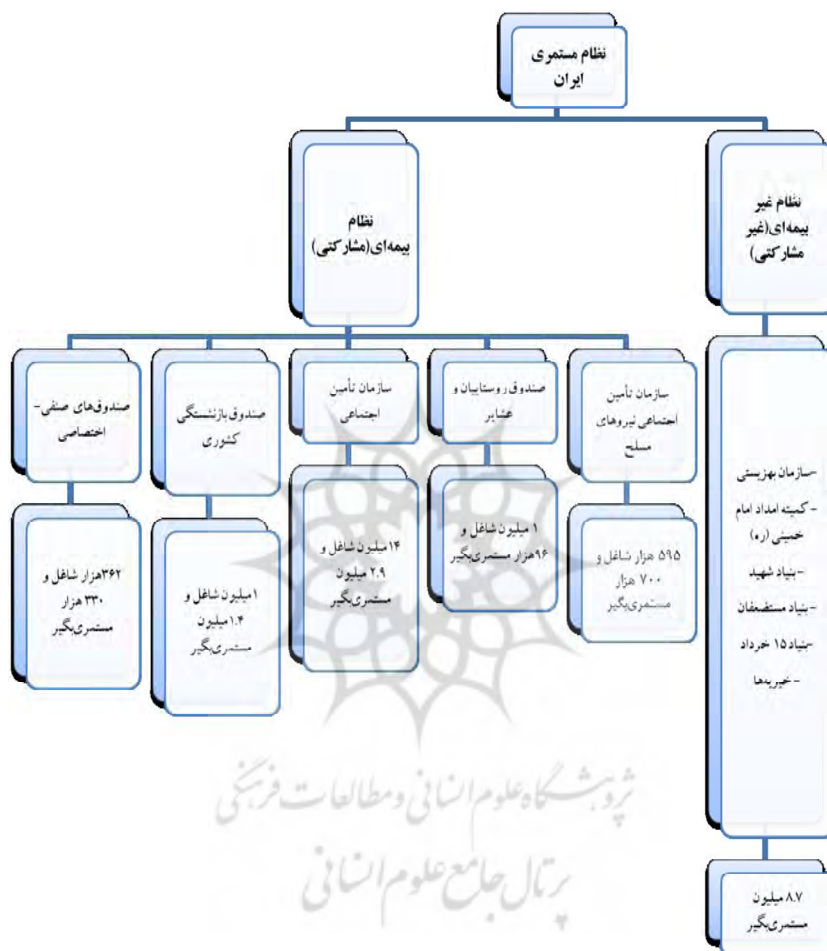 نظام مستمری
ایران
نظام غیر
بیمه‌ای(غیر
مشارکتی)
نظام
بیمه‌ای(مشارکتی)
سازمان تأمین
اجتماعی نیروهای
مسلح
صندوق روستاییان و
عشایر
سازمان تأمین
اجتماعی
صندوق بازنشستگی
کشوری
صندوق‌های صنفی-
اختصاصی
-سازمان بهزیستی
-کمیته امداد امام
خمینی (ره)
-بنیاد شهید
-بنیاد مستضعفان
-بنیاد ۱۵ خرداد
-خیریه‌ها
۵۹۵ هزار شاغل و
۷۰۰ هزار
مستمری‌بگیر
۱ میلیون شاغل و
۹۶هزار مستمری‌بگیر
۱۴میلیون شاغل و
۲.۹ میلیون
مستمری‌بگیر
۱میلیون شاغل و
۱.۴میلیون
مستمری‌بگیر
۳۶۲هزار شاغل و
۳۳۰ هزار
مستمری‌بگیر
۸.۷ میلیون
مستمری‌بگیر
پژوهشگاه علوم انسانی و مطالعات فرهنگی
پرتال جامع علوم انسانی